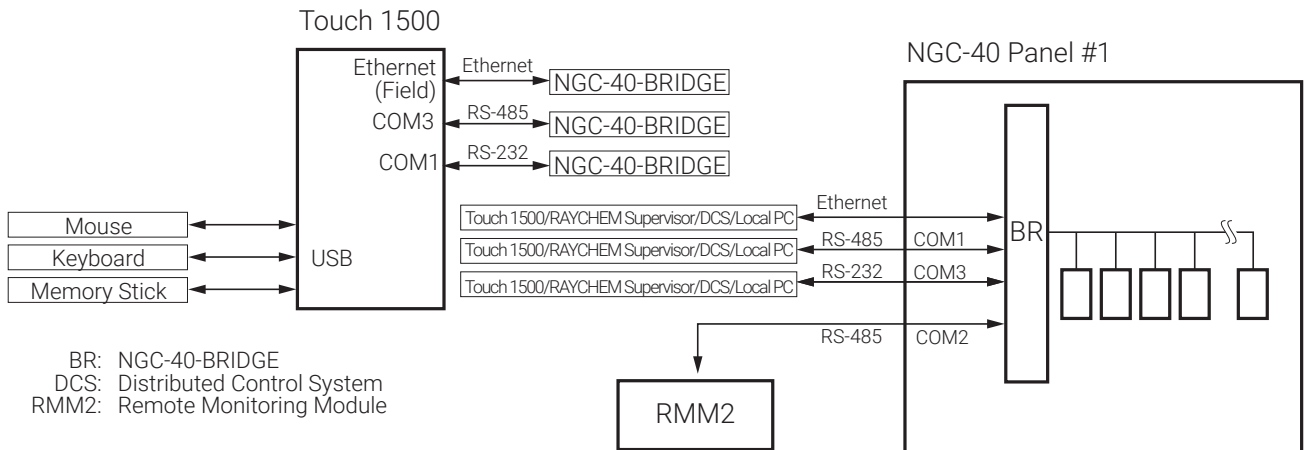 Touch 1500
Ethernet
(Field)
Ethernet
NGC-40-BRIDGE
COM3
RS-485
NGC-40-BRIDGE
COM1
RS-232
NGC-40-BRIDGE
Mouse
Keyboard
Memory Stick
USB
NGC-40 Panel #1
Touch 1500/RAYCHEM Supervisor/DCS/Local PC
Ethernet
Touch 1500/RAYCHEM Supervisor/DCS/Local PC
RS-485
COM1
Touch 1500/RAYCHEM Supervisor/DCS/Local PC
RS-232
COM3
BR
RS-485
COM2
RMM2
BR: NGC-40-BRIDGE
DCS: Distributed Control System
RMM2: Remote Monitoring Module